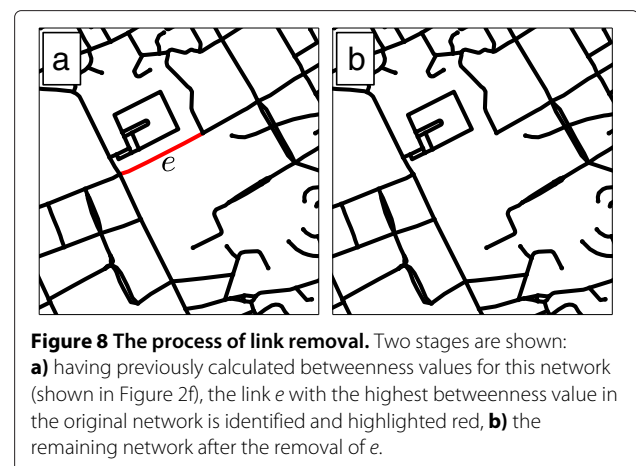 a
b
e
Figure 8 The process of link removal. Two stages are shown:
a) having previously calculated betweenness values for this network
(shown in Figure 2f), the link e with the highest betweenness value in
the original network is identified and highlighted red, b) the
remaining network after the removal of e.